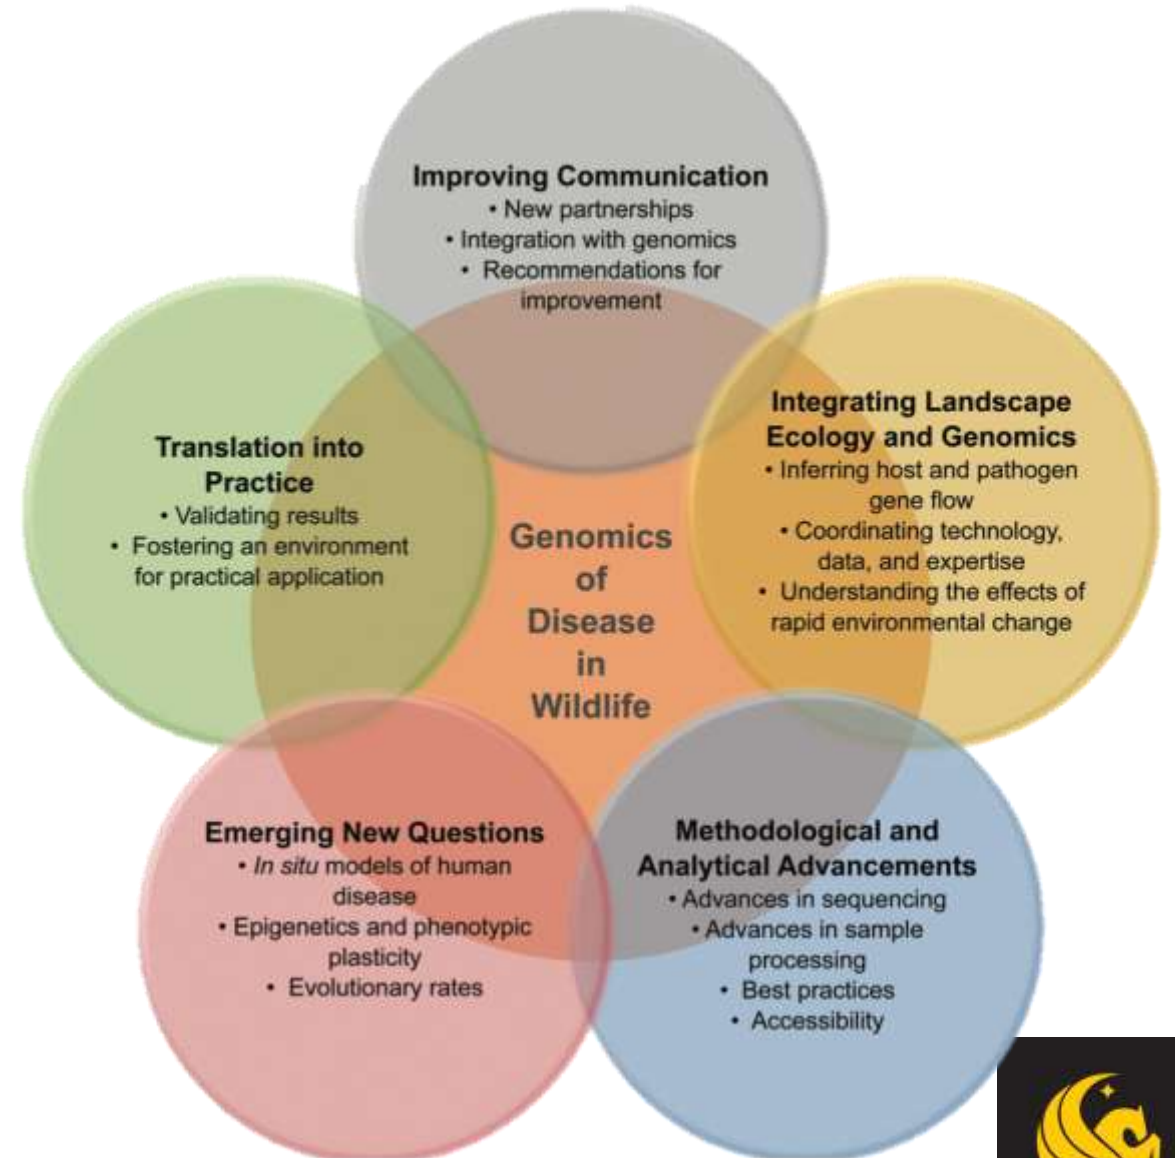 Improving Communication
• New partnerships
• Integration with genomics
• Recommendations for
improvement
Translation into
Practice
• Validating results
• Fostering an environment
for practical application
Integrating Landscape
Ecology and Genomics
• Inferring host and pathogen
gene flow
• Coordinating technology,
data, and expertise
• Understanding the effects of
rapid environmental change
Genomics
of
Disease
in
Wildlife
Emerging New Questions
• In situ models of human
disease
• Epigenetics and phenotypic
plasticity
• Evolutionary rates
Methodological and
Analytical Advancements
• Advances in sequencing
• Advances in sample
processing
• Best practices
• Accessibility